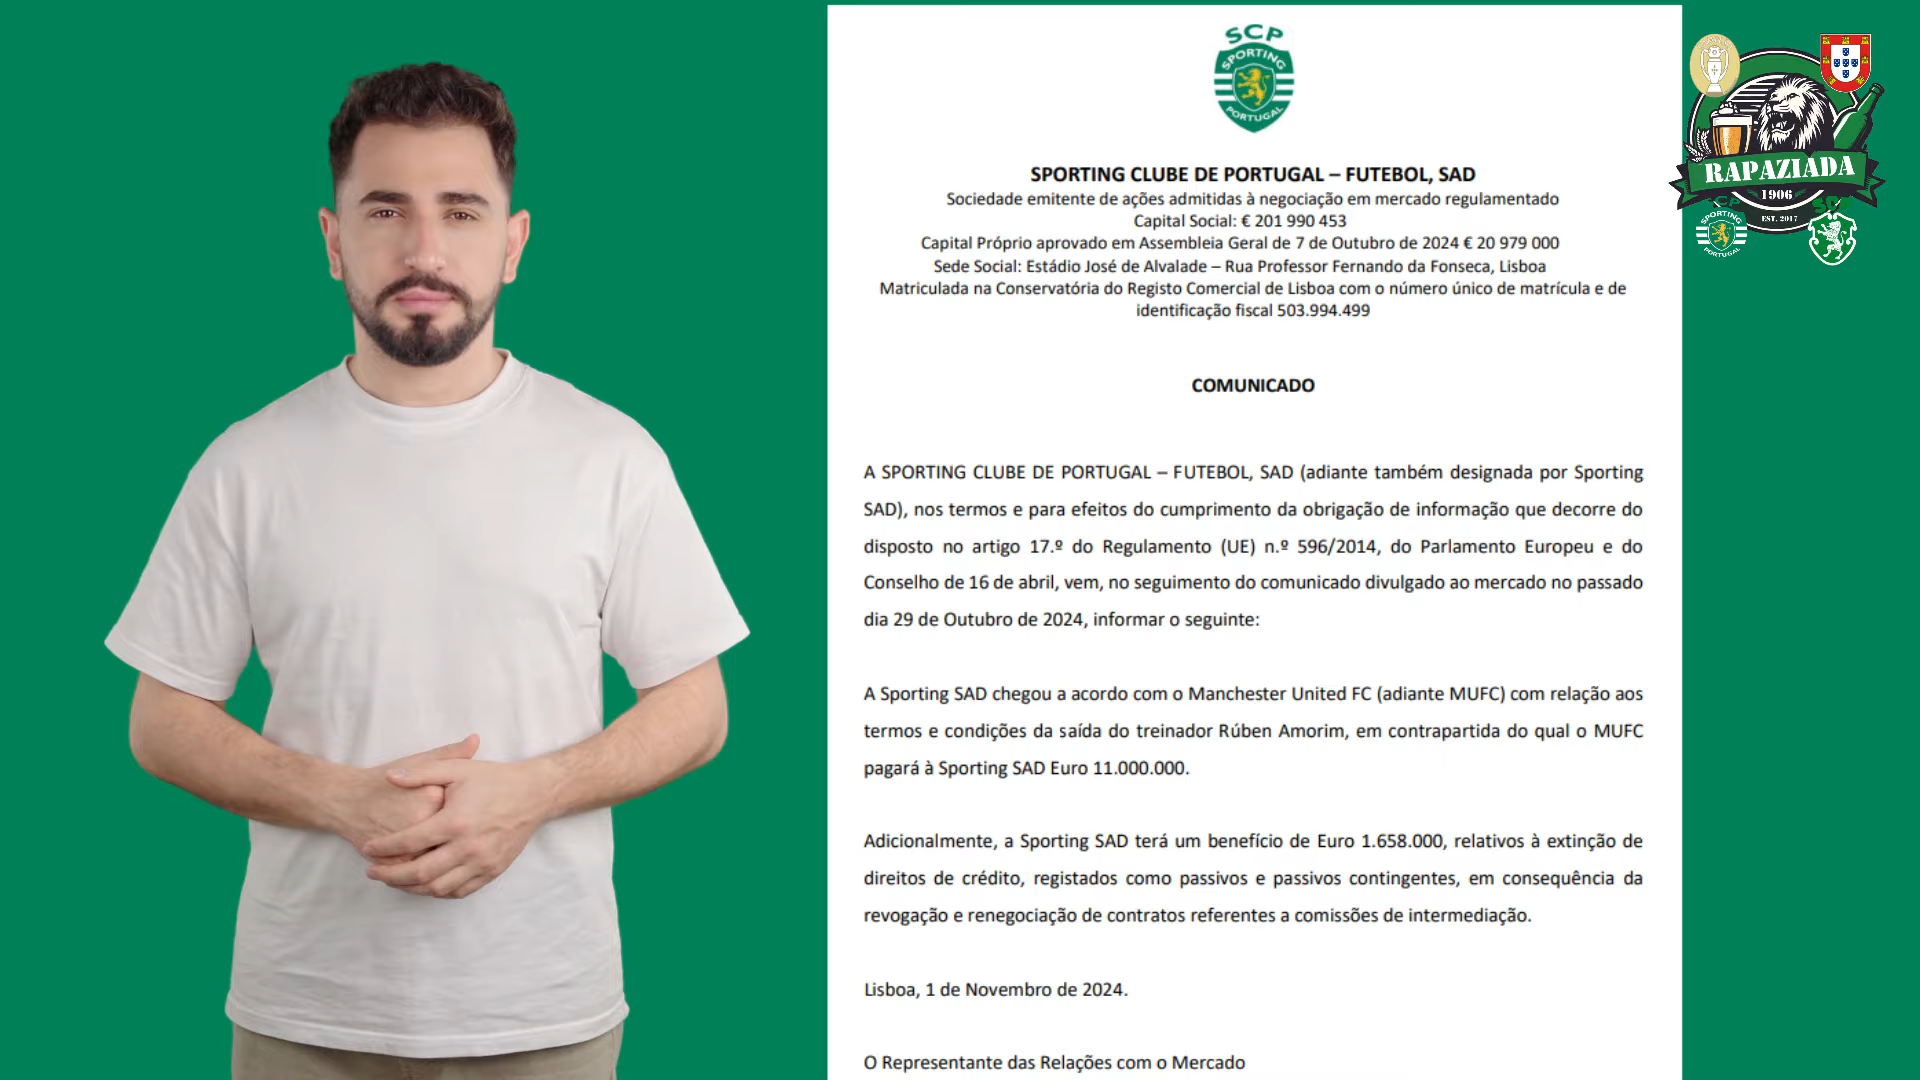 SCP
SPORTING
PORTUGAL
SPORTING CLUBE DE PORTUGAL – FUTEBOL, SAD
Sociedade emitente de ações admitidas à negociação em mercado regulamentado
Capital Social: € 201 990 453
Capital Próprio aprovado em Assembleia Geral de 7 de Outubro de 2024 € 20 979 000
Sede Social: Estádio José de Alvalade – Rua Professor Fernando da Fonseca, Lisboa
Matriculada na Conservatória do Registo Comercial de Lisboa com o número único de matrícula e de
identificação fiscal 503.994.499
COMUNICADO
A SPORTING CLUBE DE PORTUGAL – FUTEBOL, SAD (adiante também designada por Sporting
SAD), nos termos e para efeitos do cumprimento da obrigação de informação que decorre do
disposto no artigo 17.º do Regulamento (UE) n.º 596/2014, do Parlamento Europeu e do
Conselho de 16 de abril, vem, no seguimento do comunicado divulgado ao mercado no passado
dia 29 de Outubro de 2024, informar o seguinte:
A Sporting SAD chegou a acordo com o Manchester United FC (adiante MUFC) com relação aos
termos e condições da saída do treinador Rúben Amorim, em contrapartida do qual o MUFC
pagará à Sporting SAD Euro 11.000.000.
Adicionalmente, a Sporting SAD terá um benefício de Euro 1.658.000, relativos à extinção de
direitos de crédito, registados como passivos e passivos contingentes, em consequência da
revogação e renegociação de contratos referentes a comissões de intermediação.
Lisboa, 1 de Novembro de 2024.
O Representante das Relações com o Mercado
RAPAZIADA
1906
EST. 2017
SCP
SPORTING
PORTUGAL
SCP